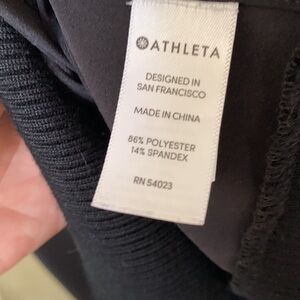 ATHLETA
DESIGNED IN
SAN FRANCISCO
MADE IN CHINA
86% POLYESTER
14% SPANDEX
RN 54023